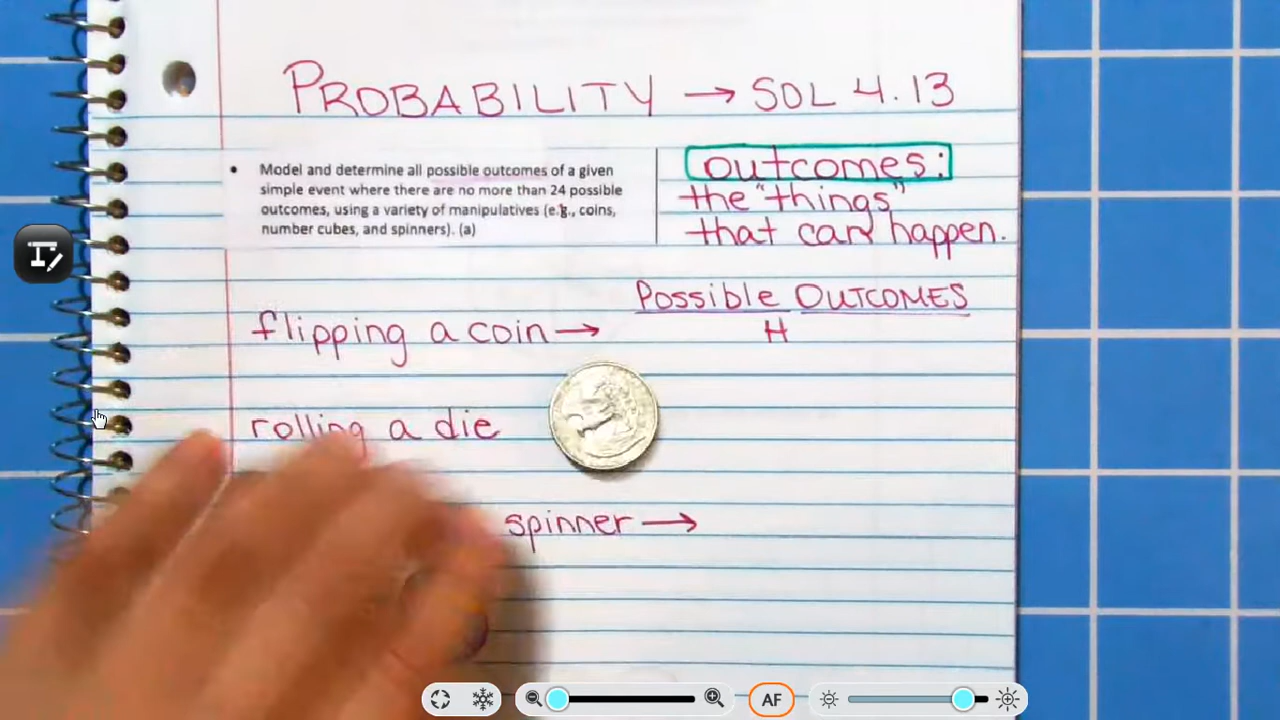 PROBABILITY → SOL 4.13
• Model and determine all possible outcomes of a given
simple event where there are no more than 24 possible
outcomes, using a variety of manipulatives (e.g., coins,
number cubes, and spinners). (a)
outcomes:
the "things"
that can happen.
Possible OUTCOMES
flipping a coin →
H
rolling a die
spinner →
AF